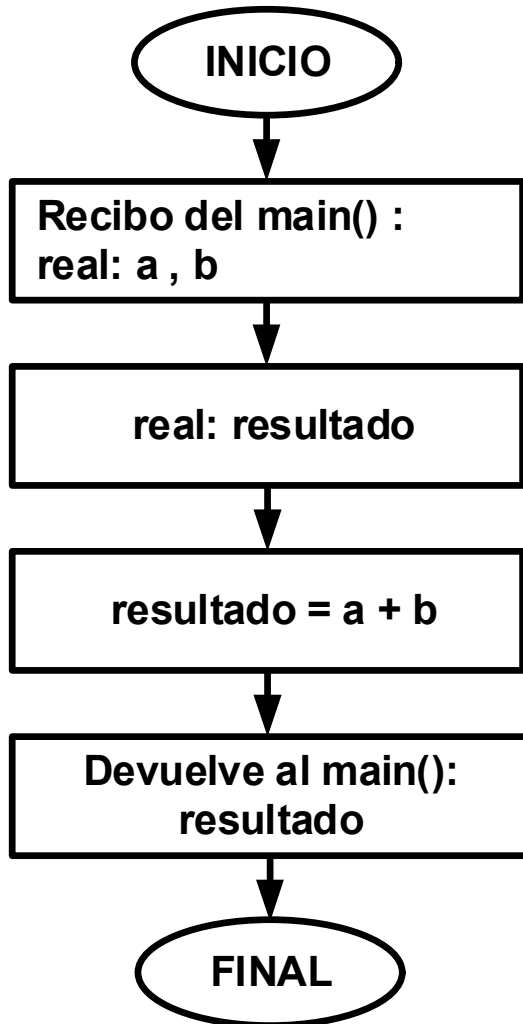 INICIO
Recibo del main() :
real: a , b
real: resultado
resultado = a + b
Devuelve al main():
resultado
FINAL